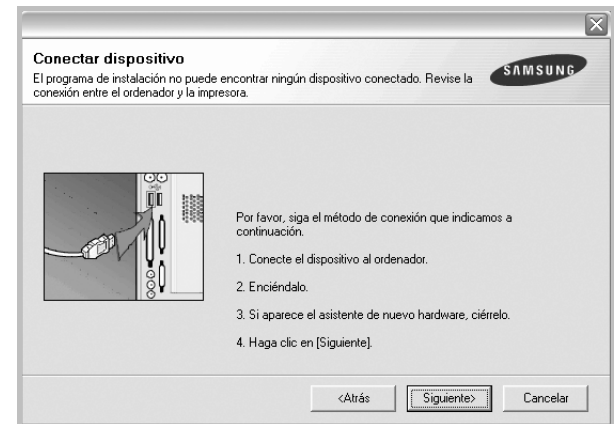 Conectar dispositivo
El programa de instalación no puede encontrar ningún dispositivo conectado. Revise la
conexión entre el ordenador y la impresora.
SAMSUNG
Por favor, siga el método de conexión que indicamos a
continuación.
1. Conecte el dispositivo al ordenador.
2. Enciéndalo.
3. Si aparece el asistente de nuevo hardware, ciérrelo.
4. Haga clic en [Siguiente].
<Atrás
Siguiente>
Cancelar